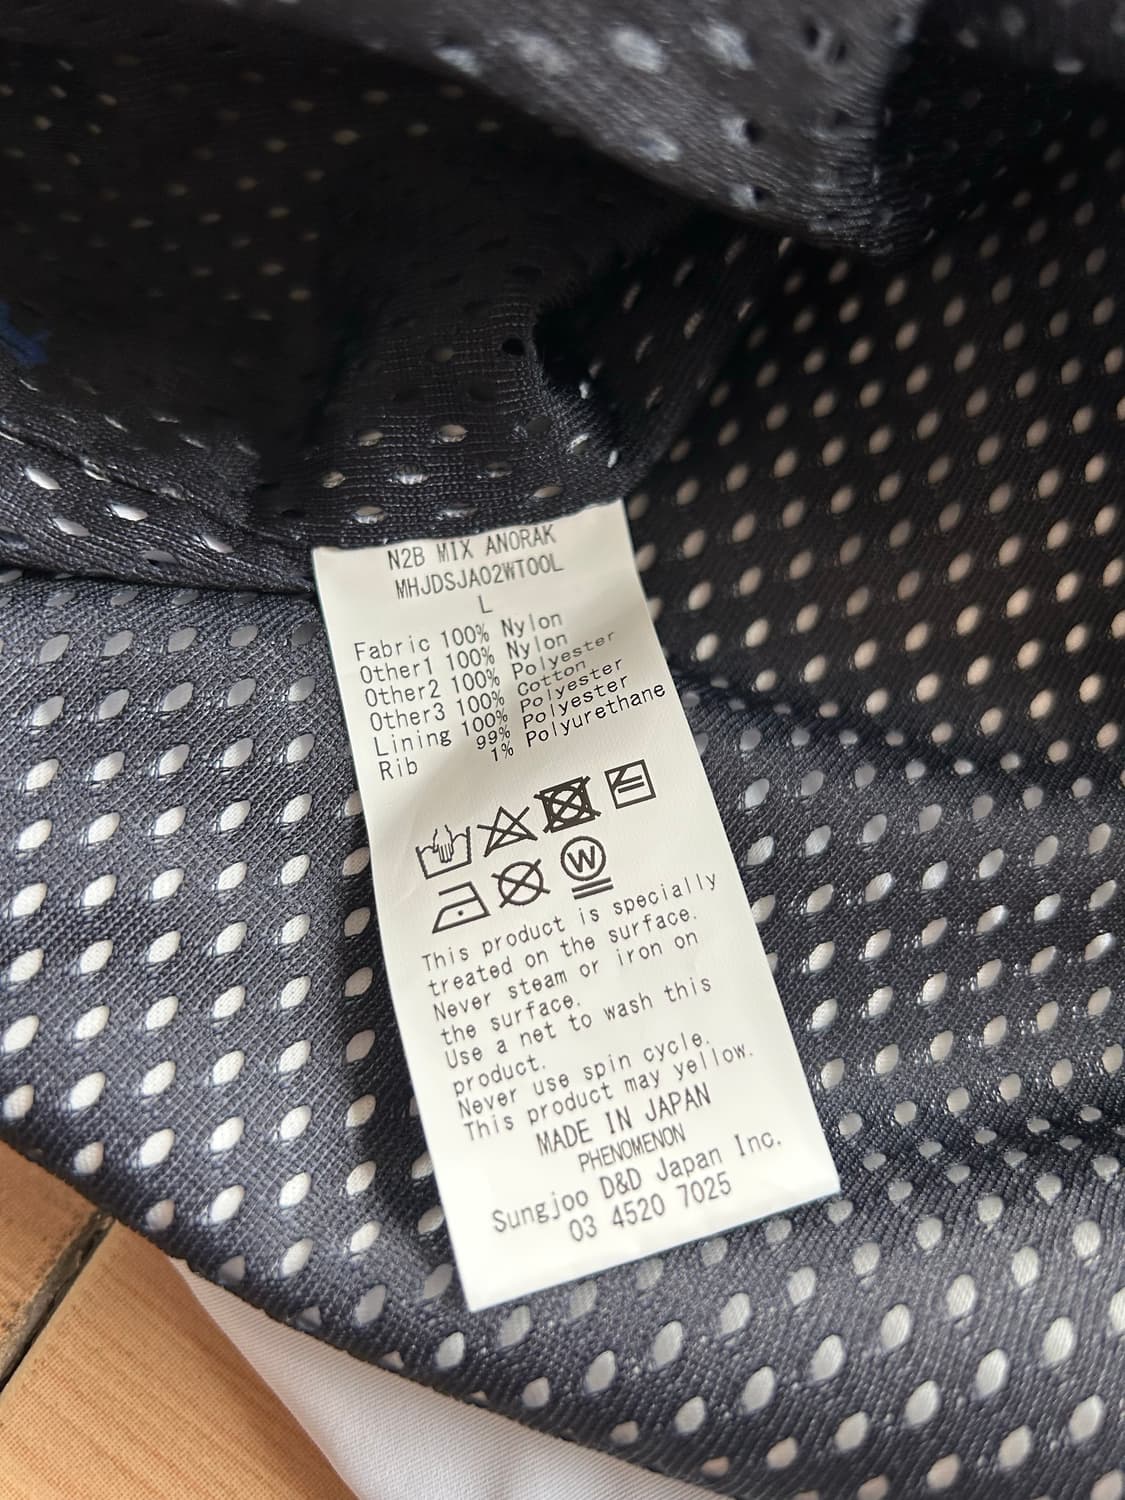 N2B MIX ANORAK
MHJDSJA02WT00L
L
Fabric 100% Nylon
Other1 100% Nylon
Other2 100% Polyester
Other3 100% Cotton
Lining 100% Polyester
Rib 99% Polyester
1% Polyurethane
W
This product is specially
treated on the surface.
Never steam or iron on
the surface.
Use a net to wash this
product.
Never use spin cycle.
This product may yellow.
MADE IN JAPAN
PHENOMENON
Sungjoo D&D Japan Inc.
03 4520 7025